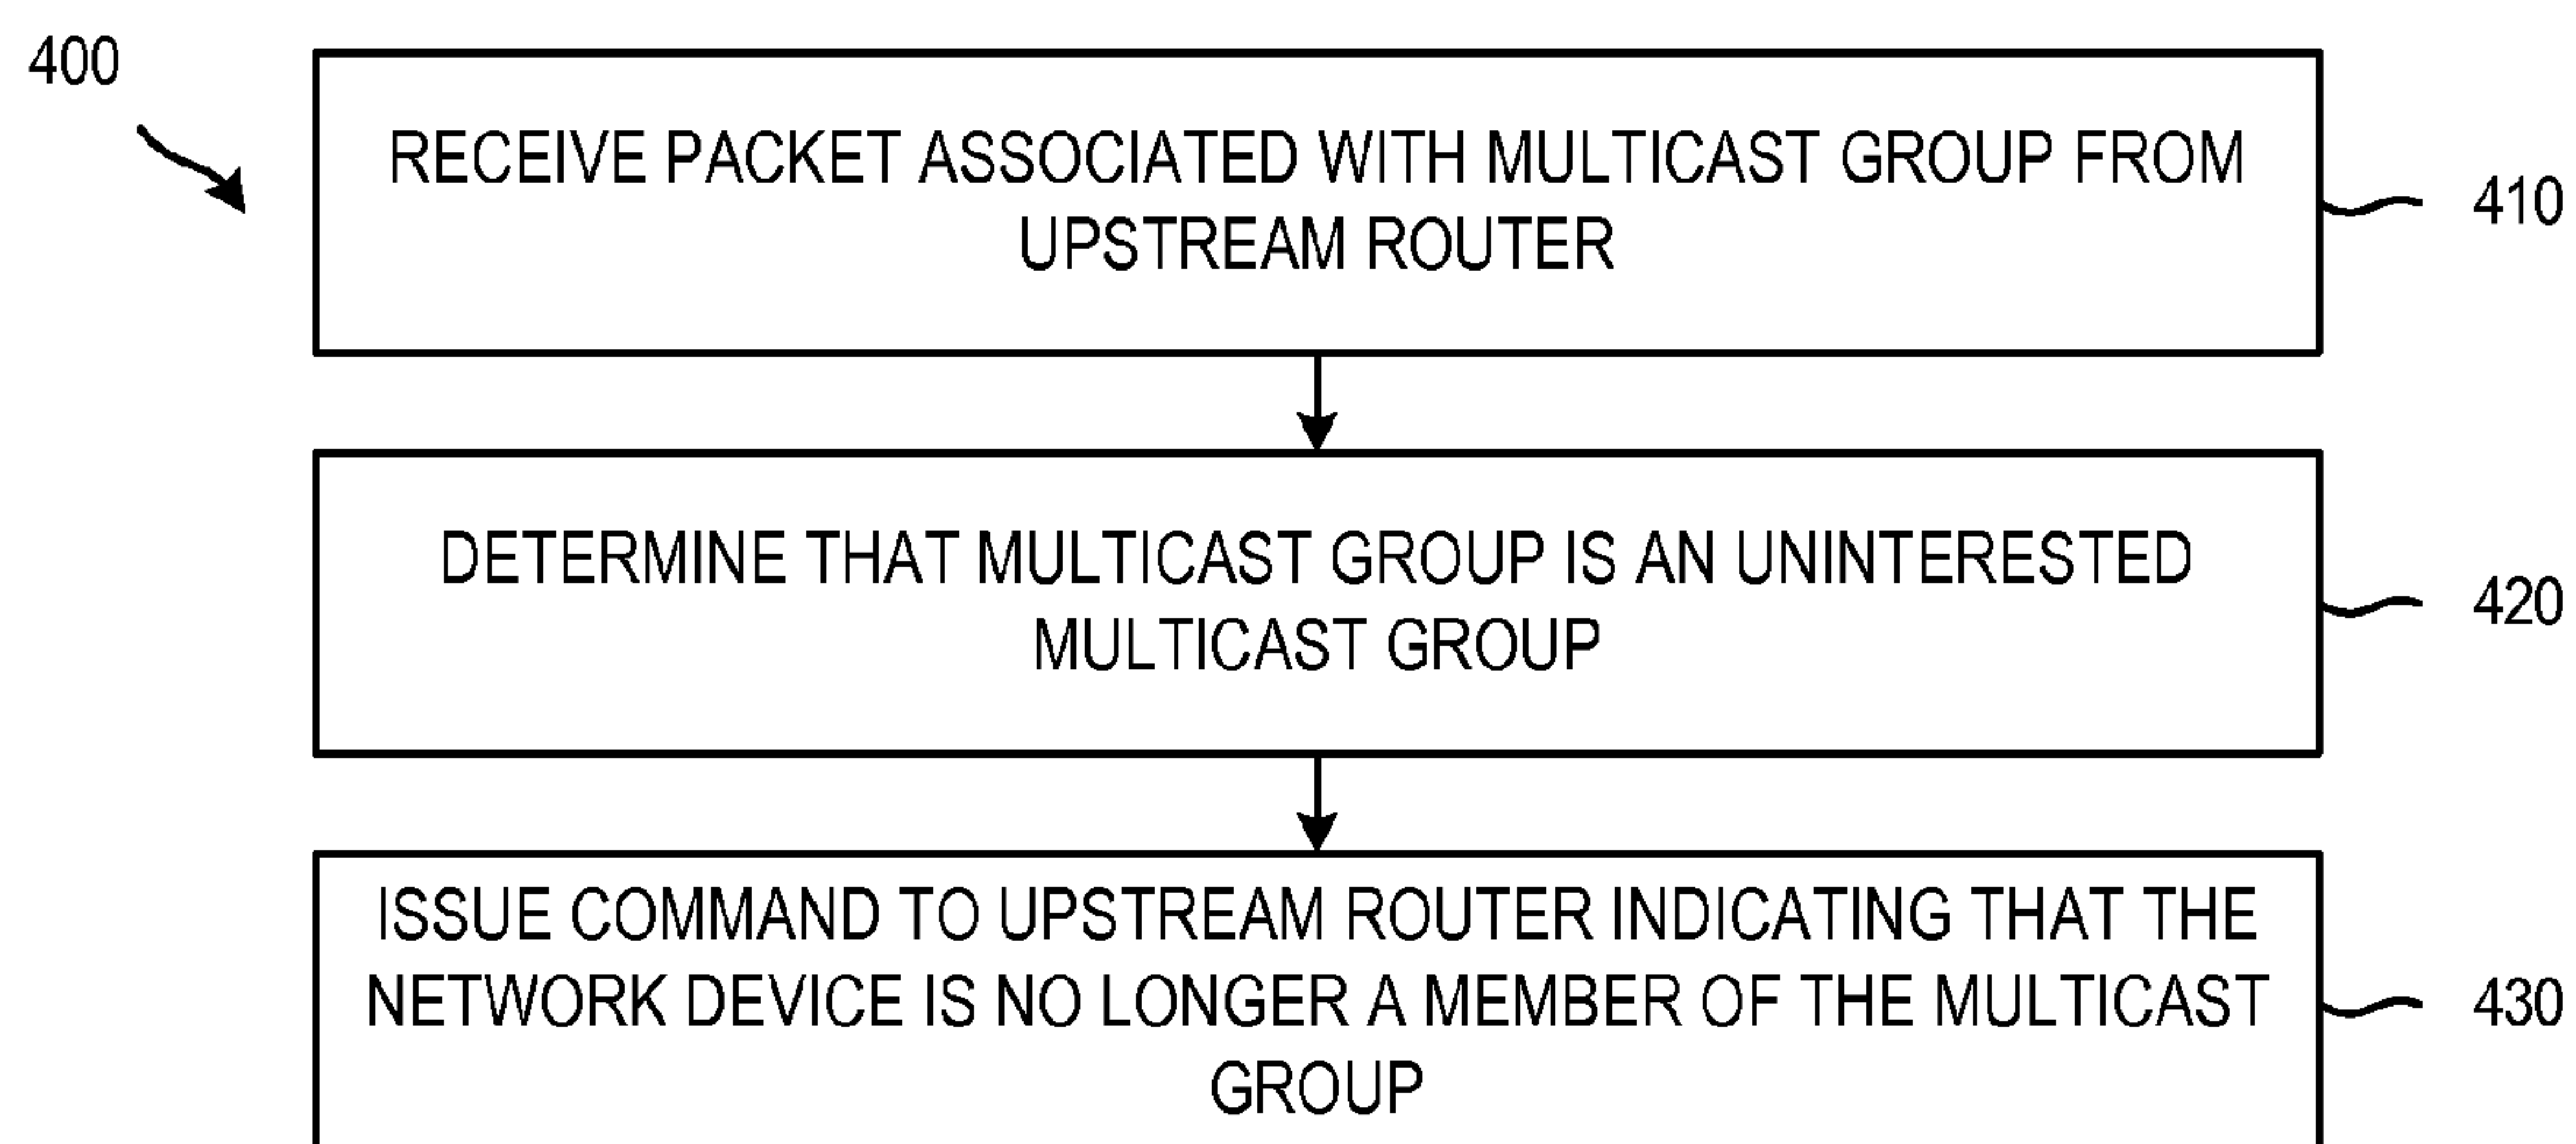 400
RECEIVE PACKET ASSOCIATED WITH MULTICAST GROUP FROM
UPSTREAM ROUTER
410
DETERMINE THAT MULTICAST GROUP IS AN UNINTERESTED
MULTICAST GROUP
420
ISSUE COMMAND TO UPSTREAM ROUTER INDICATING THAT THE
NETWORK DEVICE IS NO LONGER A MEMBER OF THE MULTICAST
GROUP
430